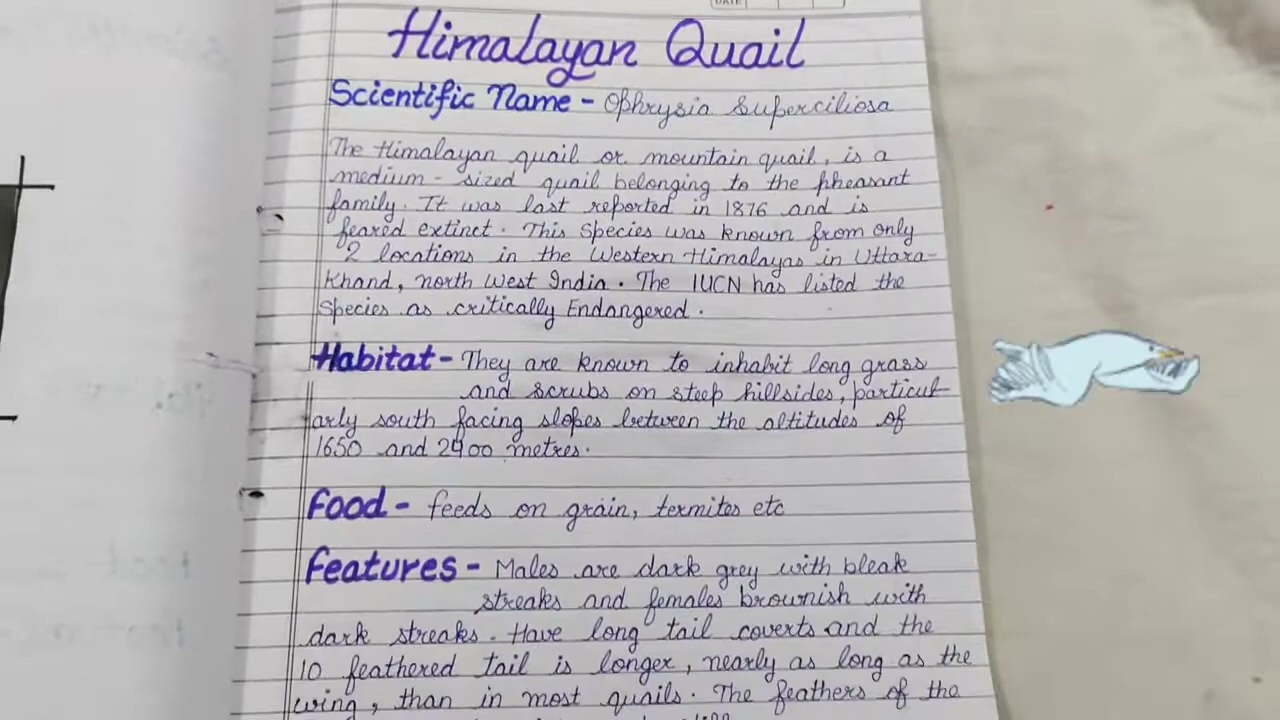 DATE
Himalayan Quail
Scientific Name - Ophrysia Superciliosa
The Himalayan quail or mountain quail, is a
medium - sized quail belonging to the pheasant
family. It was last reported in 1876 and is
feared extinct. This Species was known from only
2 locations in the Western Himalayas in Uttara-
Khand, north West India. The IUCN has listed the
Species as critically Endangered.
Habitat - They are known to inhabit long grass
and scrubs on steep hillsides, particul-
arly south facing slopes between the altitudes of
1650 and 2400 metres.
Food - feeds on grain, termites etc
Features - Males are dark grey with bleak
streaks and females brownish with
dark streaks. Have long tail coverts and the
10 feathered tail is longer, nearly as long as the
wing, than in most quails. The feathers of the